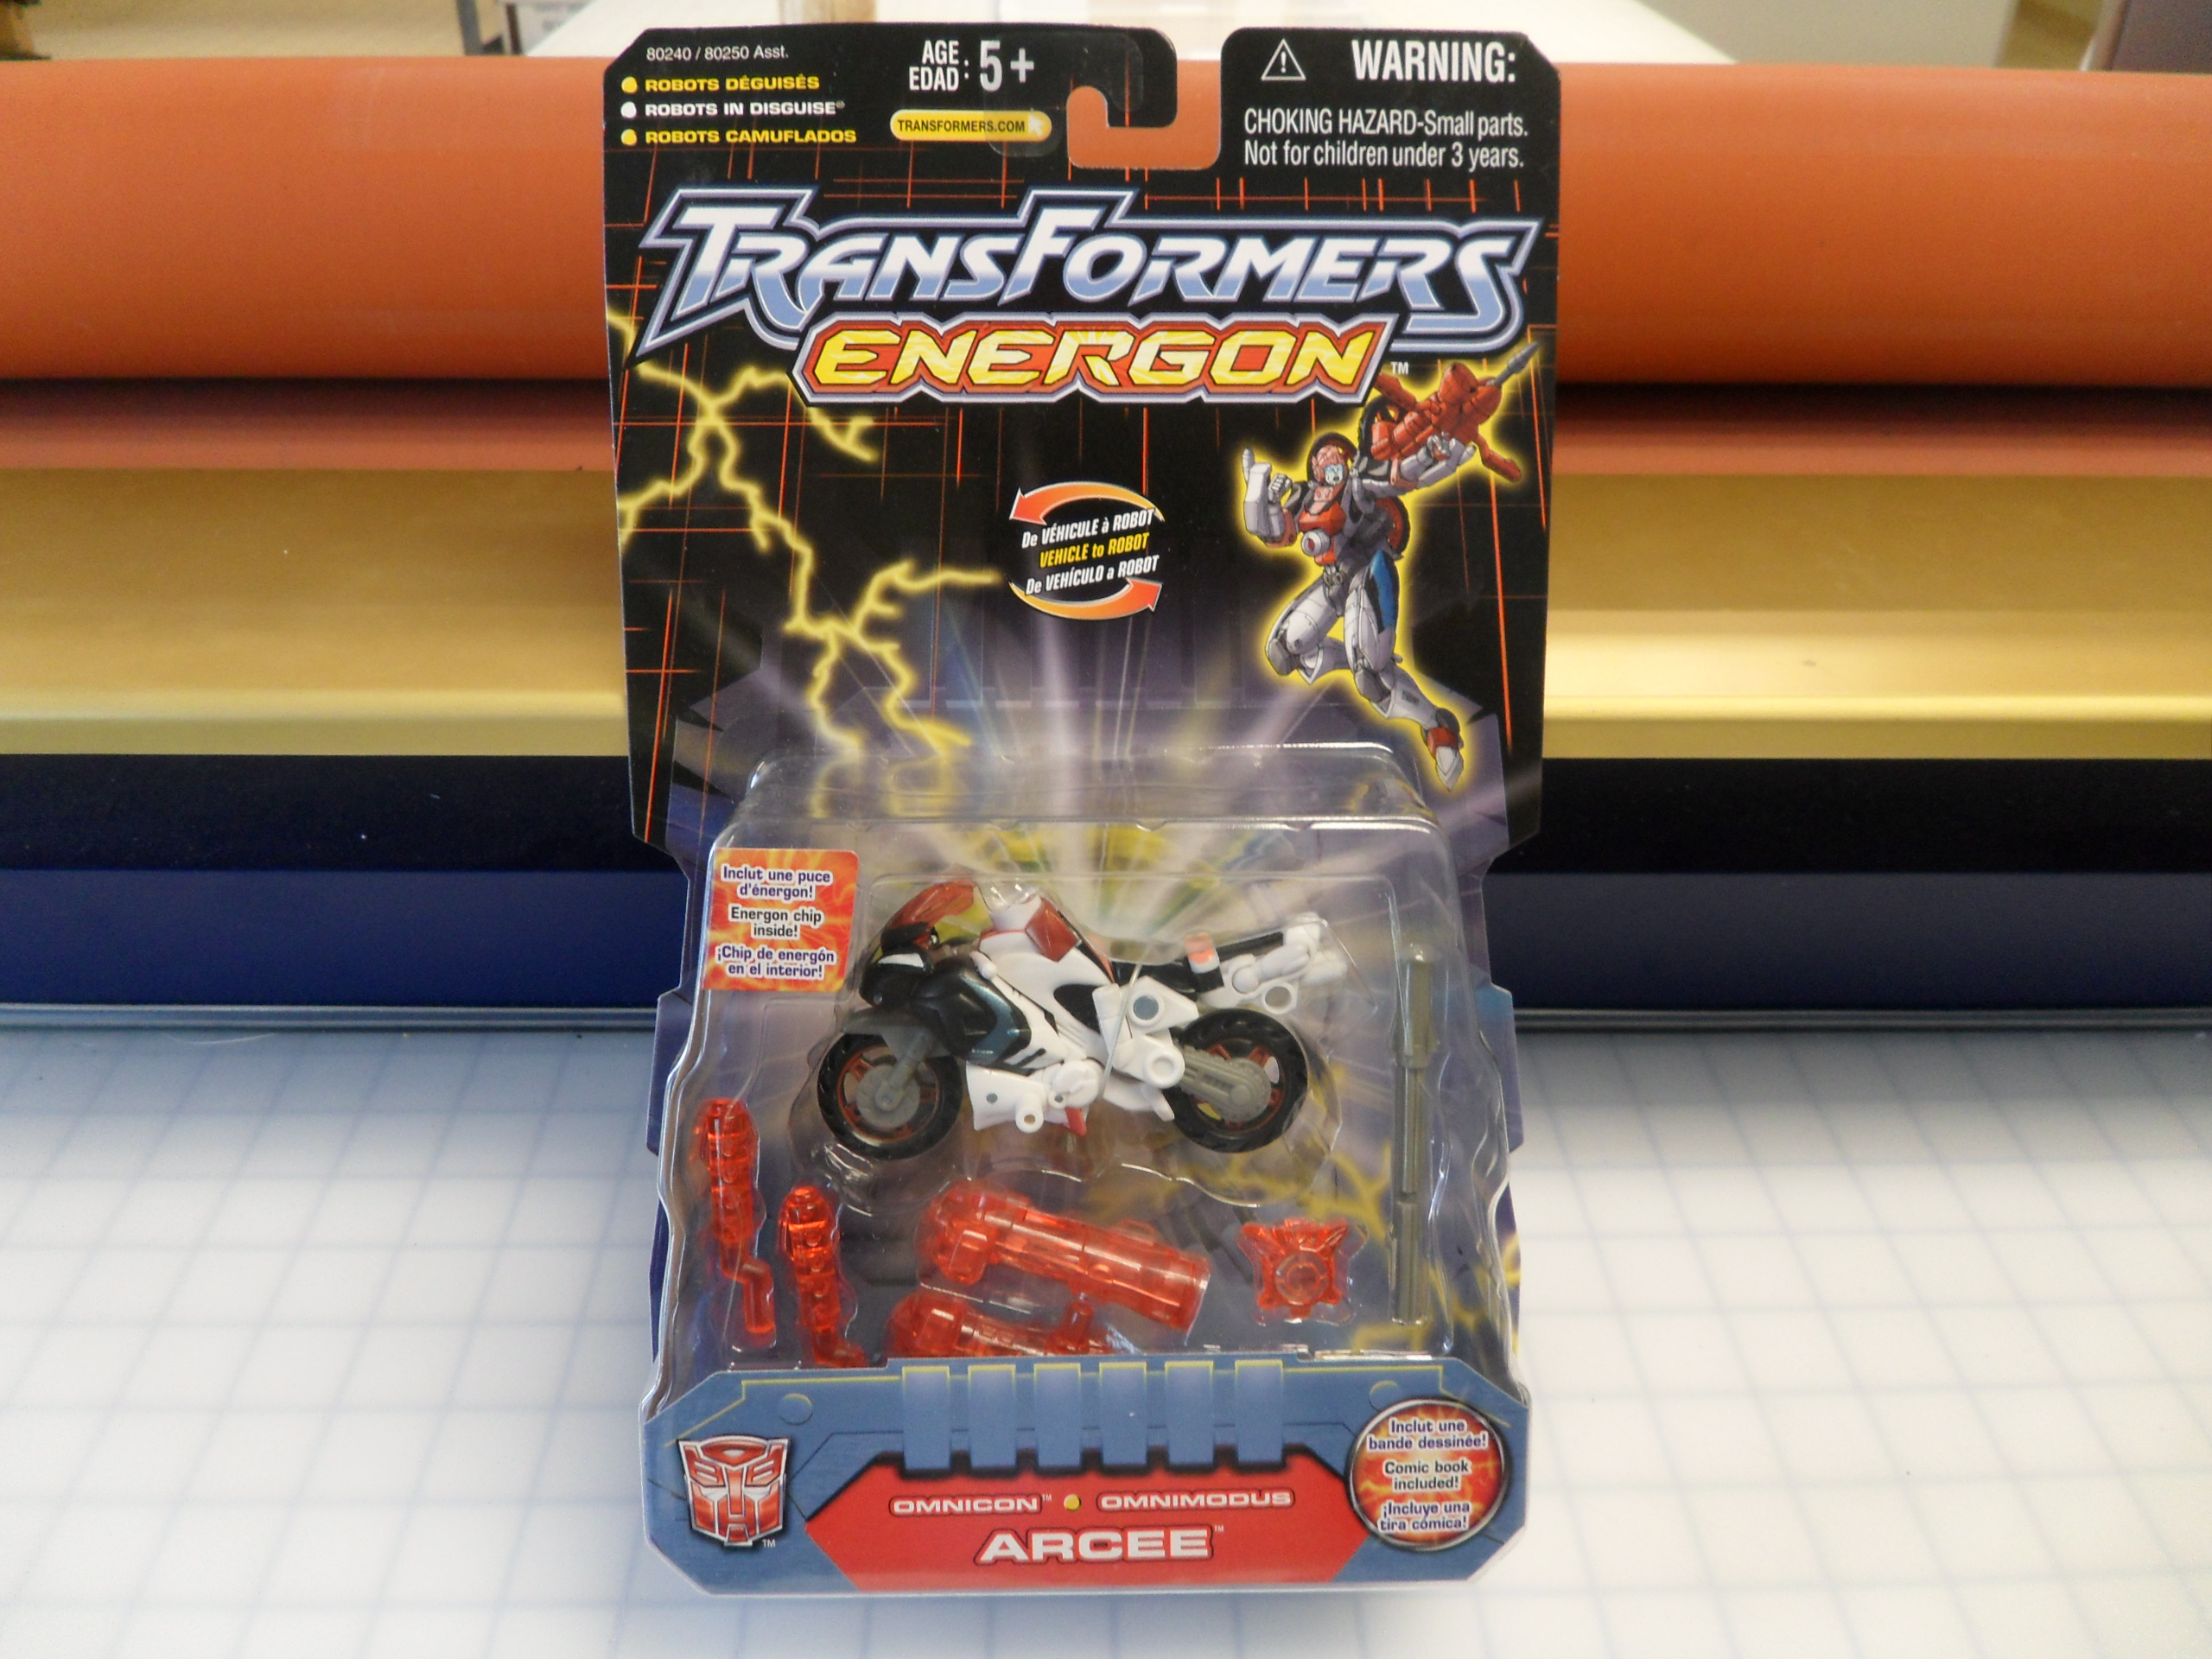 80240 / 80250 Asst.
ROBOTS DÉGUISÉS
ROBOTS IN DISGUISE®
ROBOTS CAMUFLADOS
AGE
EDAD : 5+
TRANSFORMERS.COM
⚠ WARNING:
CHOKING HAZARD-Small parts.
Not for children under 3 years.
TRANSFORMERS
ENERGON™
De VÉHICULE à ROBOT
VEHICLE to ROBOT
De VEHÍCULO a ROBOT
Inclut une puce
d'énergon!
Energon chip
inside!
¡Chip de energón
en el interior!
OMNICON™ • OMNIMODUS
ARCEE™
TM
Inclut une
bande dessinée!
Comic book
included!
¡Incluye una
tira cómica!